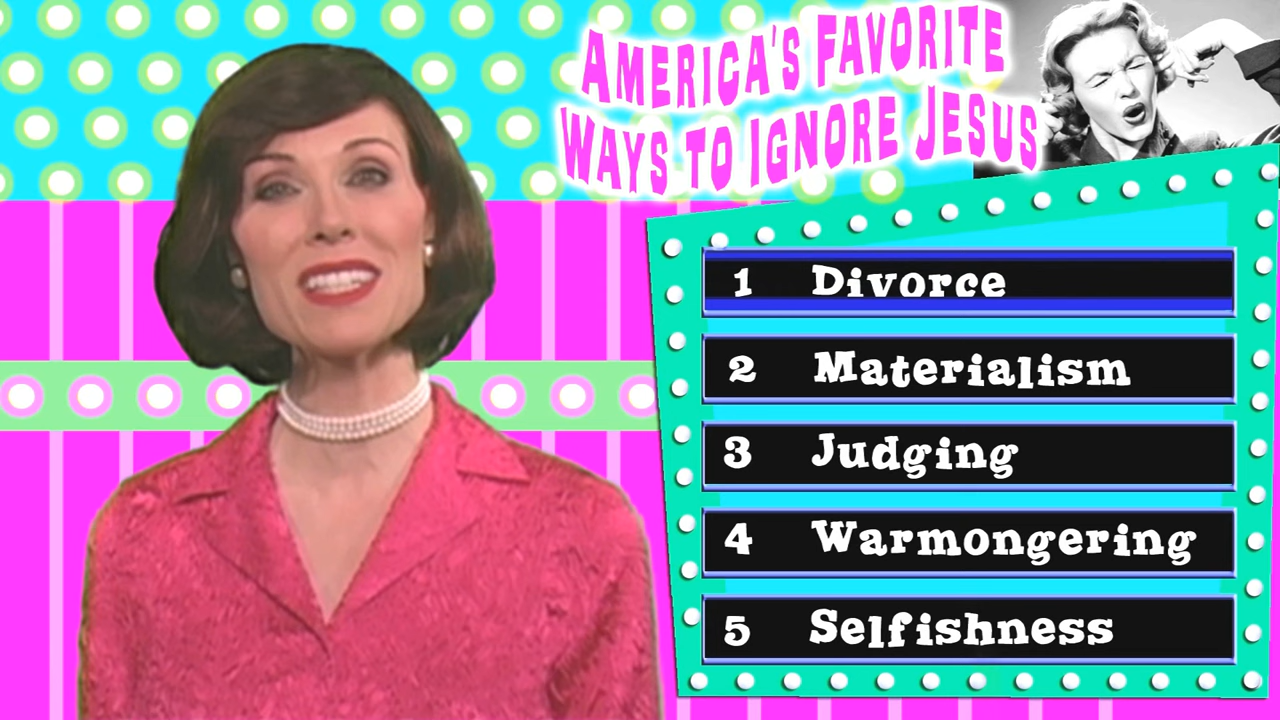 AMERICA'S FAVORITE
WAYS TO IGNORE JESUS
1 Divorce
2 Materialism
3 Judging
4 Warmongering
5 Selfishness